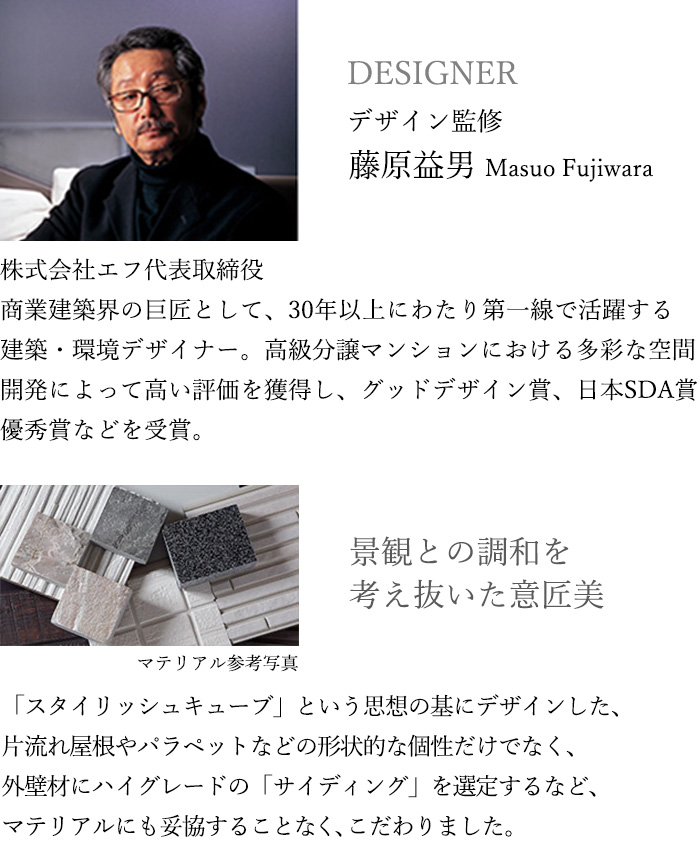 DESIGNER
デザイン監修
藤原益男 Masuo Fujiwara
株式会社エフ代表取締役
商業建築界の巨匠として、30年以上にわたり第一線で活躍する
建築・環境デザイナー。高級分譲マンションにおける多彩な空間
開発によって高い評価を獲得し、グッドデザイン賞、日本SDA賞
優秀賞などを受賞。
景観との調和を
考え抜いた意匠美
マテリアル参考写真
「スタイリッシュキューブ」という思想の基にデザインした、
片流れ屋根やパラペットなどの形状的な個性だけでなく、
外壁材にハイグレードの「サイディング」を選定するなど、
マテリアルにも妥協することなく、こだわりました。